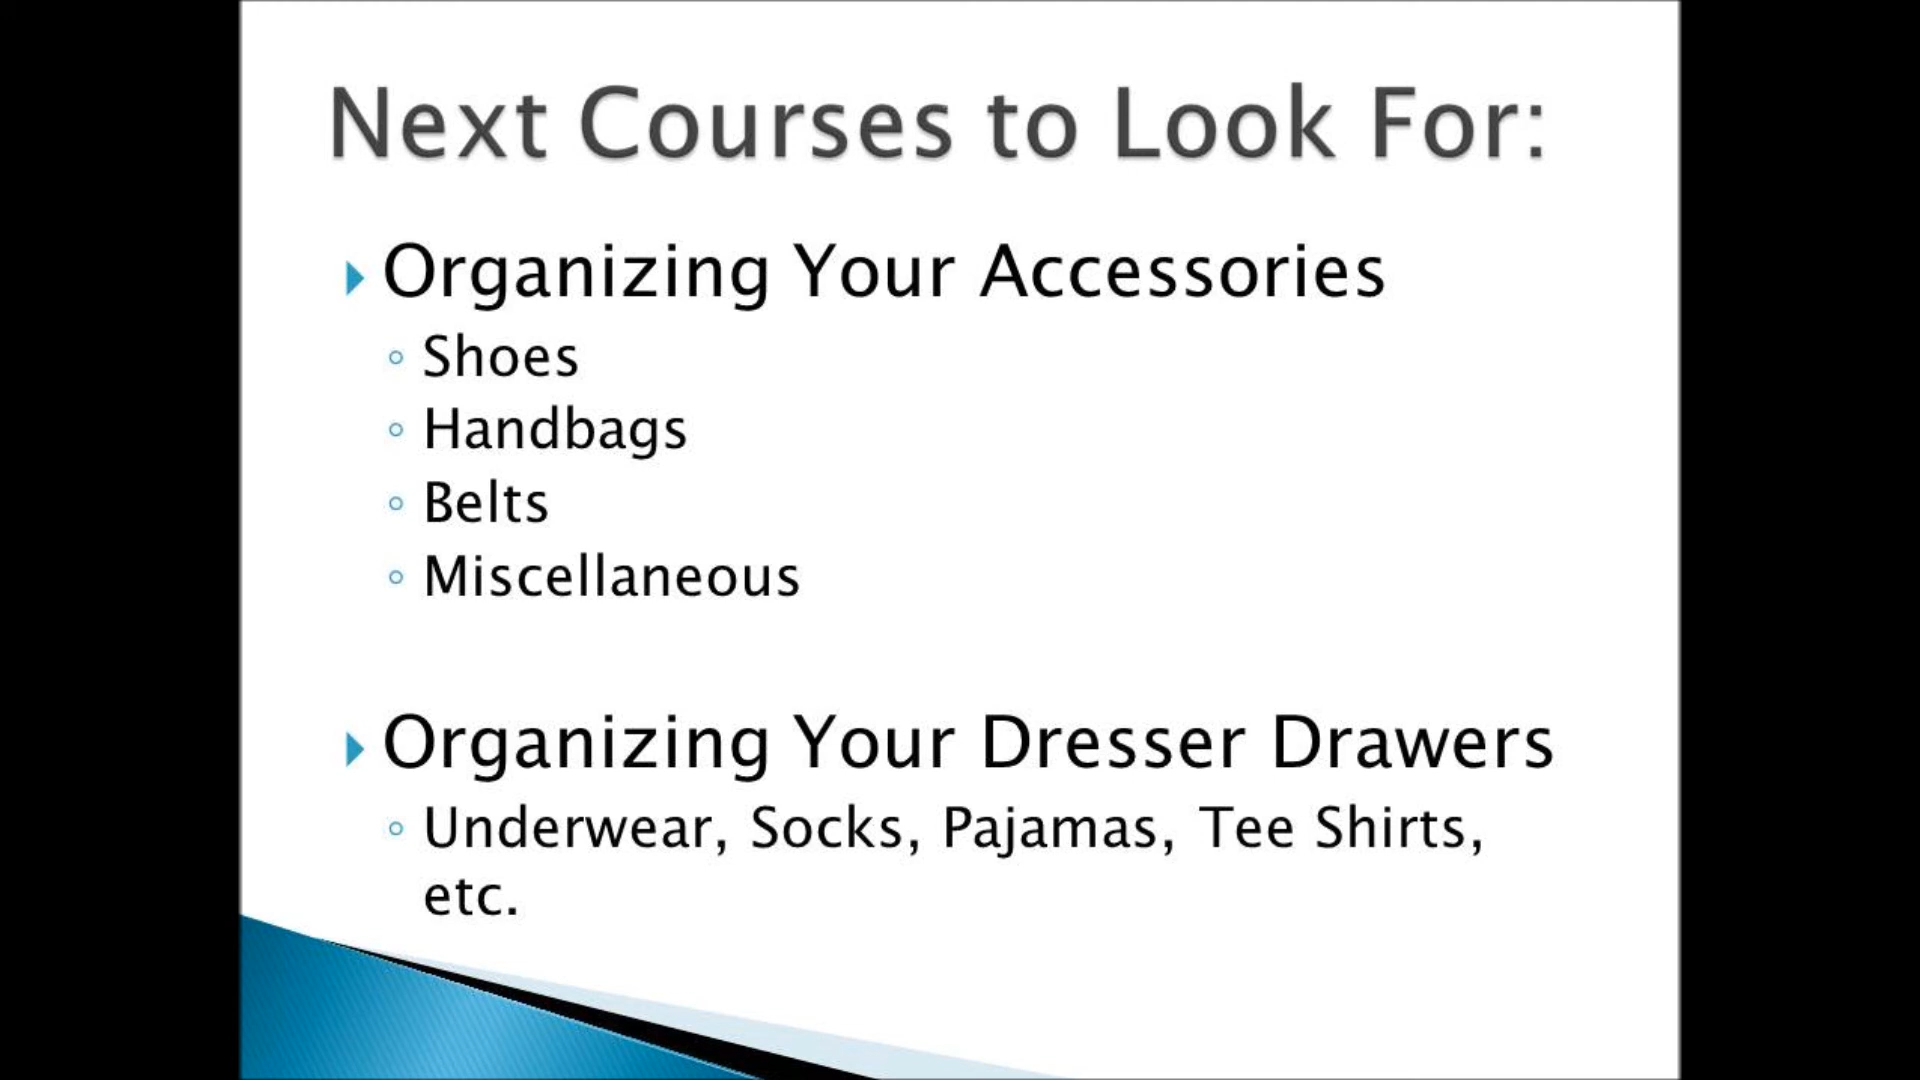 Next Courses to Look For:
Organizing Your Accessories
Shoes
Handbags
Belts
Miscellaneous
Organizing Your Dresser Drawers
Underwear, Socks, Pajamas, Tee Shirts,
etc.